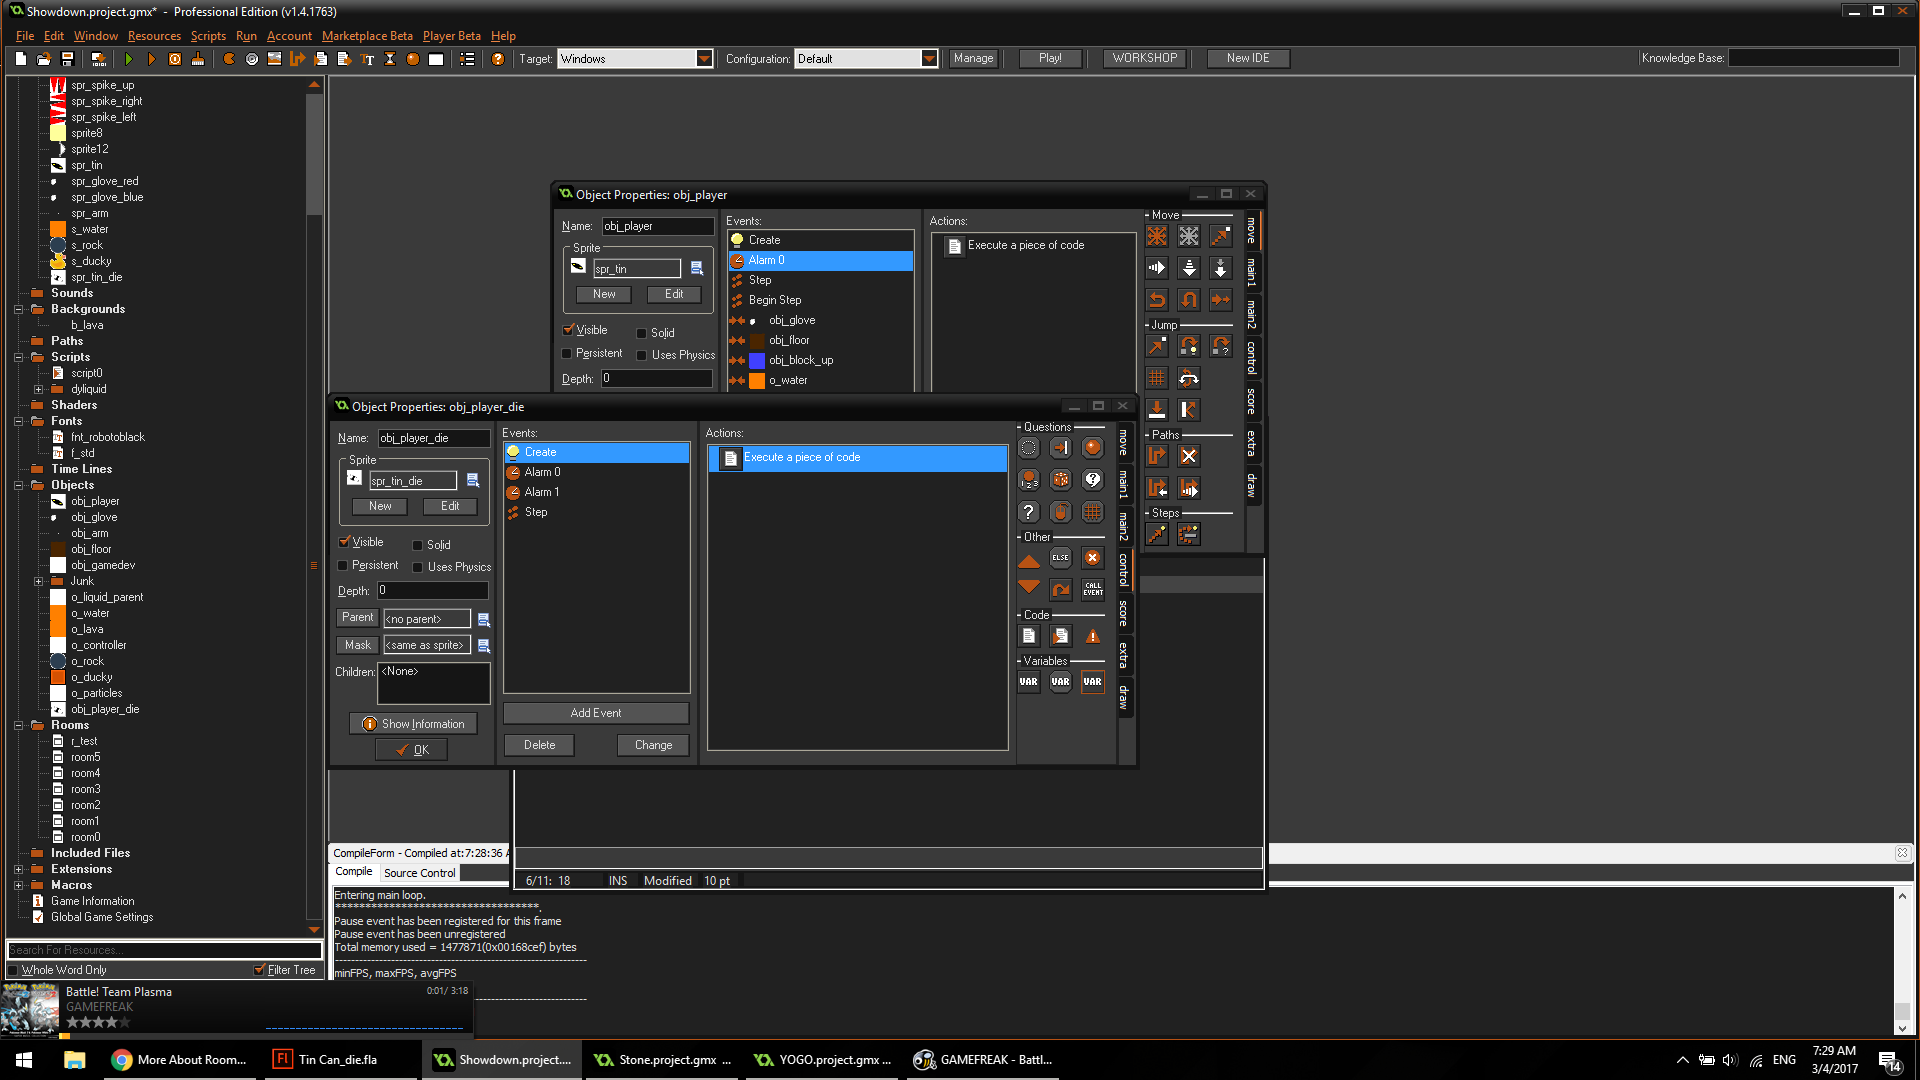 Showdown.project.gmx* - Professional Edition (v1.4.1763)
File Edit Window Resources Scripts Run Account Marketplace Beta Player Beta Help
Target: Windows Configuration: Default Manage Play! WORKSHOP New IDE Knowledge Base:
spr_spike_up
spr_spike_right
spr_spike_left
sprite8
sprite12
spr_tin
spr_glove_red
spr_glove_blue
spr_arm
s_water
s_rock
s_ducky
spr_tin_die
Sounds
Backgrounds
b_lava
Paths
Scripts
script0
dyliquid
Shaders
Fonts
fnt_robotoblack
f_std
Time Lines
Objects
obj_player
obj_glove
obj_arm
obj_floor
obj_gamedev
Junk
o_liquid_parent
o_water
o_lava
o_controller
o_rock
o_ducky
o_particles
obj_player_die
Rooms
r_test
room5
room4
room3
room2
room1
room0
Included Files
Extensions
Macros
Game Information
Global Game Settings
Search For Resources...
Whole Word Only Filter Tree
Object Properties: obj_player
Name: obj_player
Sprite
spr_tin
New Edit
Visible Solid
Persistent Uses Physics
Depth: 0
Events:
Create
Alarm 0
Step
Begin Step
obj_glove
obj_floor
obj_block_up
o_water
Actions:
Execute a piece of code
Move
Jump
Paths
Steps
move
main1
main2
control
score
extra
draw
Object Properties: obj_player_die
Name: obj_player_die
Sprite
spr_tin_die
New Edit
Visible Solid
Persistent Uses Physics
Depth: 0
Parent <no parent>
Mask <same as sprite>
Children: <None>
Show Information
OK
Events:
Create
Alarm 0
Alarm 1
Step
Add Event
Delete Change
Actions:
Execute a piece of code
Questions
1 2 3
?
Other
ELSE
CALL EVENT
Code
Variables
VAR VAR VAR
move
main1
main2
control
score
extra
draw
6/11: 18 INS Modified 10 pt
CompileForm - Compiled at:7:28:36
Compile Source Control
Entering main loop.
***********************************.
Pause event has been registered for this frame
Pause event has been unregistered
Total memory used = 1477871(0x00168cef) bytes
minFPS, maxFPS, avgFPS
Battle! Team Plasma 0:01/ 3:18
GAMEFREAK
More About Room...
Tin Can_die.fla
Showdown.project....
Stone.project.gmx ...
YOGO.project.gmx ...
GAMEFREAK - Battl...
ENG
7:29 AM
3/4/2017
14